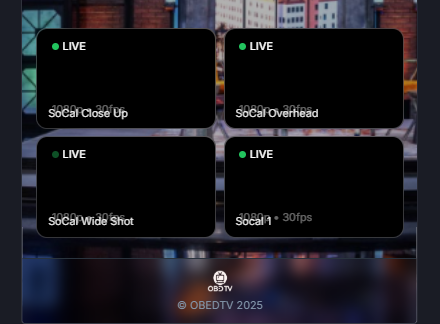 LIVE
1080p • 30fps
SoCal Close Up
LIVE
1080p • 30fps
SoCal Overhead
LIVE
1080p • 30fps
SoCal Wide Shot
LIVE
1080p • 30fps
Socal 1
OBDTV
© OBEDTV 2025